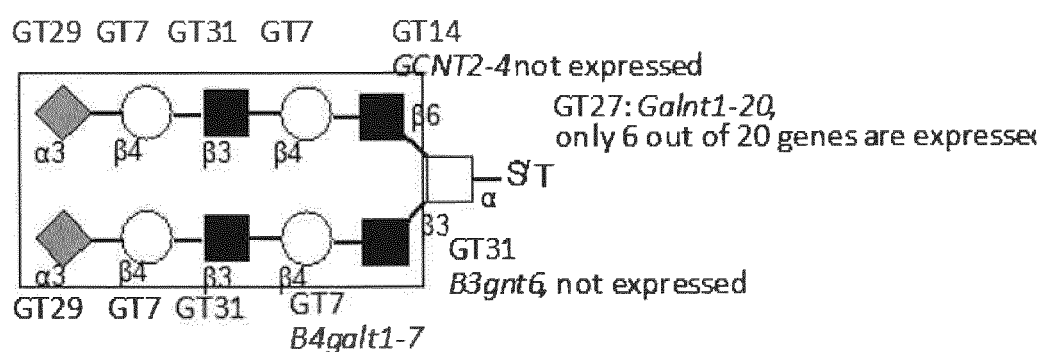 GT29 GT7 GT31 GT7 GT14
GCNT2-4 not expressed
β6
GT27: Galnt1-20,
only 6 out of 20 genes are expresse
α3 β4 β3 β4
S/T
α
β3
GT31
α3 β4 β3 β4
B3gnt6, not expressed
GT29 GT7 GT31 GT7
B4galt1-7